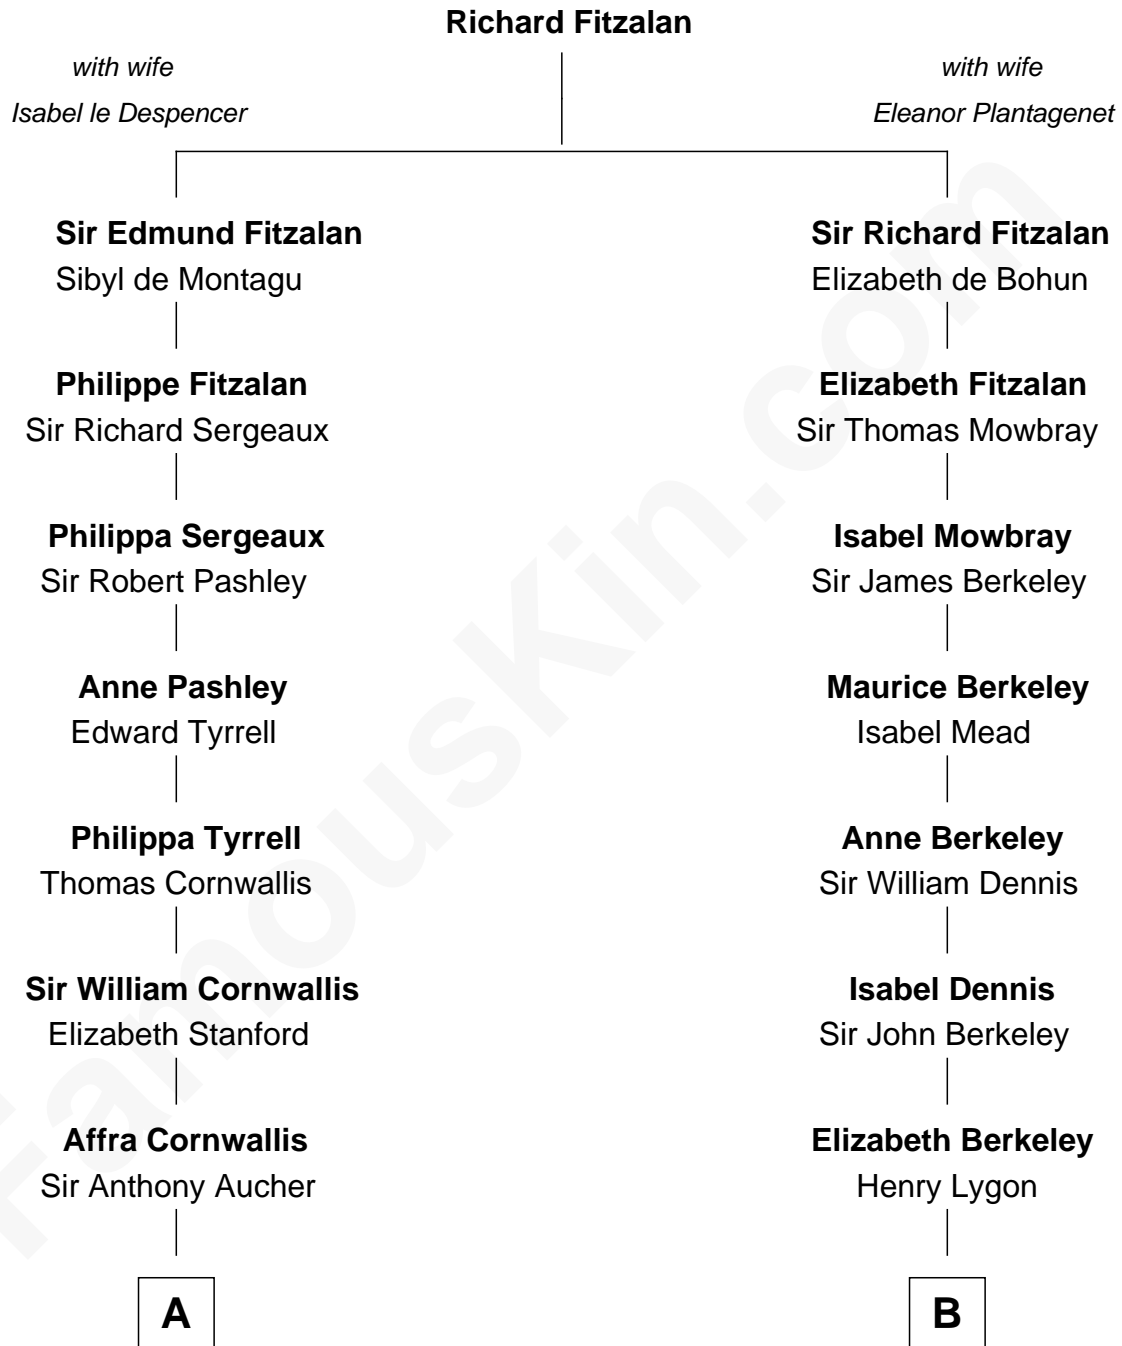 Richard Fitzalan
with wife
Isabel le Despencer
with wife
Eleanor Plantagenet
Sir Edmund Fitzalan
Sibyl de Montagu
Sir Richard Fitzalan
Elizabeth de Bohun
Philippe Fitzalan
Sir Richard Sergeaux
Elizabeth Fitzalan
Sir Thomas Mowbray
Philippa Sergeaux
Sir Robert Pashley
Isabel Mowbray
Sir James Berkeley
Anne Pashley
Edward Tyrrell
Maurice Berkeley
Isabel Mead
Philippa Tyrrell
Thomas Cornwallis
Anne Berkeley
Sir William Dennis
Sir William Cornwallis
Elizabeth Stanford
Isabel Dennis
Sir John Berkeley
Affra Cornwallis
Sir Anthony Aucher
Elizabeth Berkeley
Henry Lygon
A
B
FamousKin.com